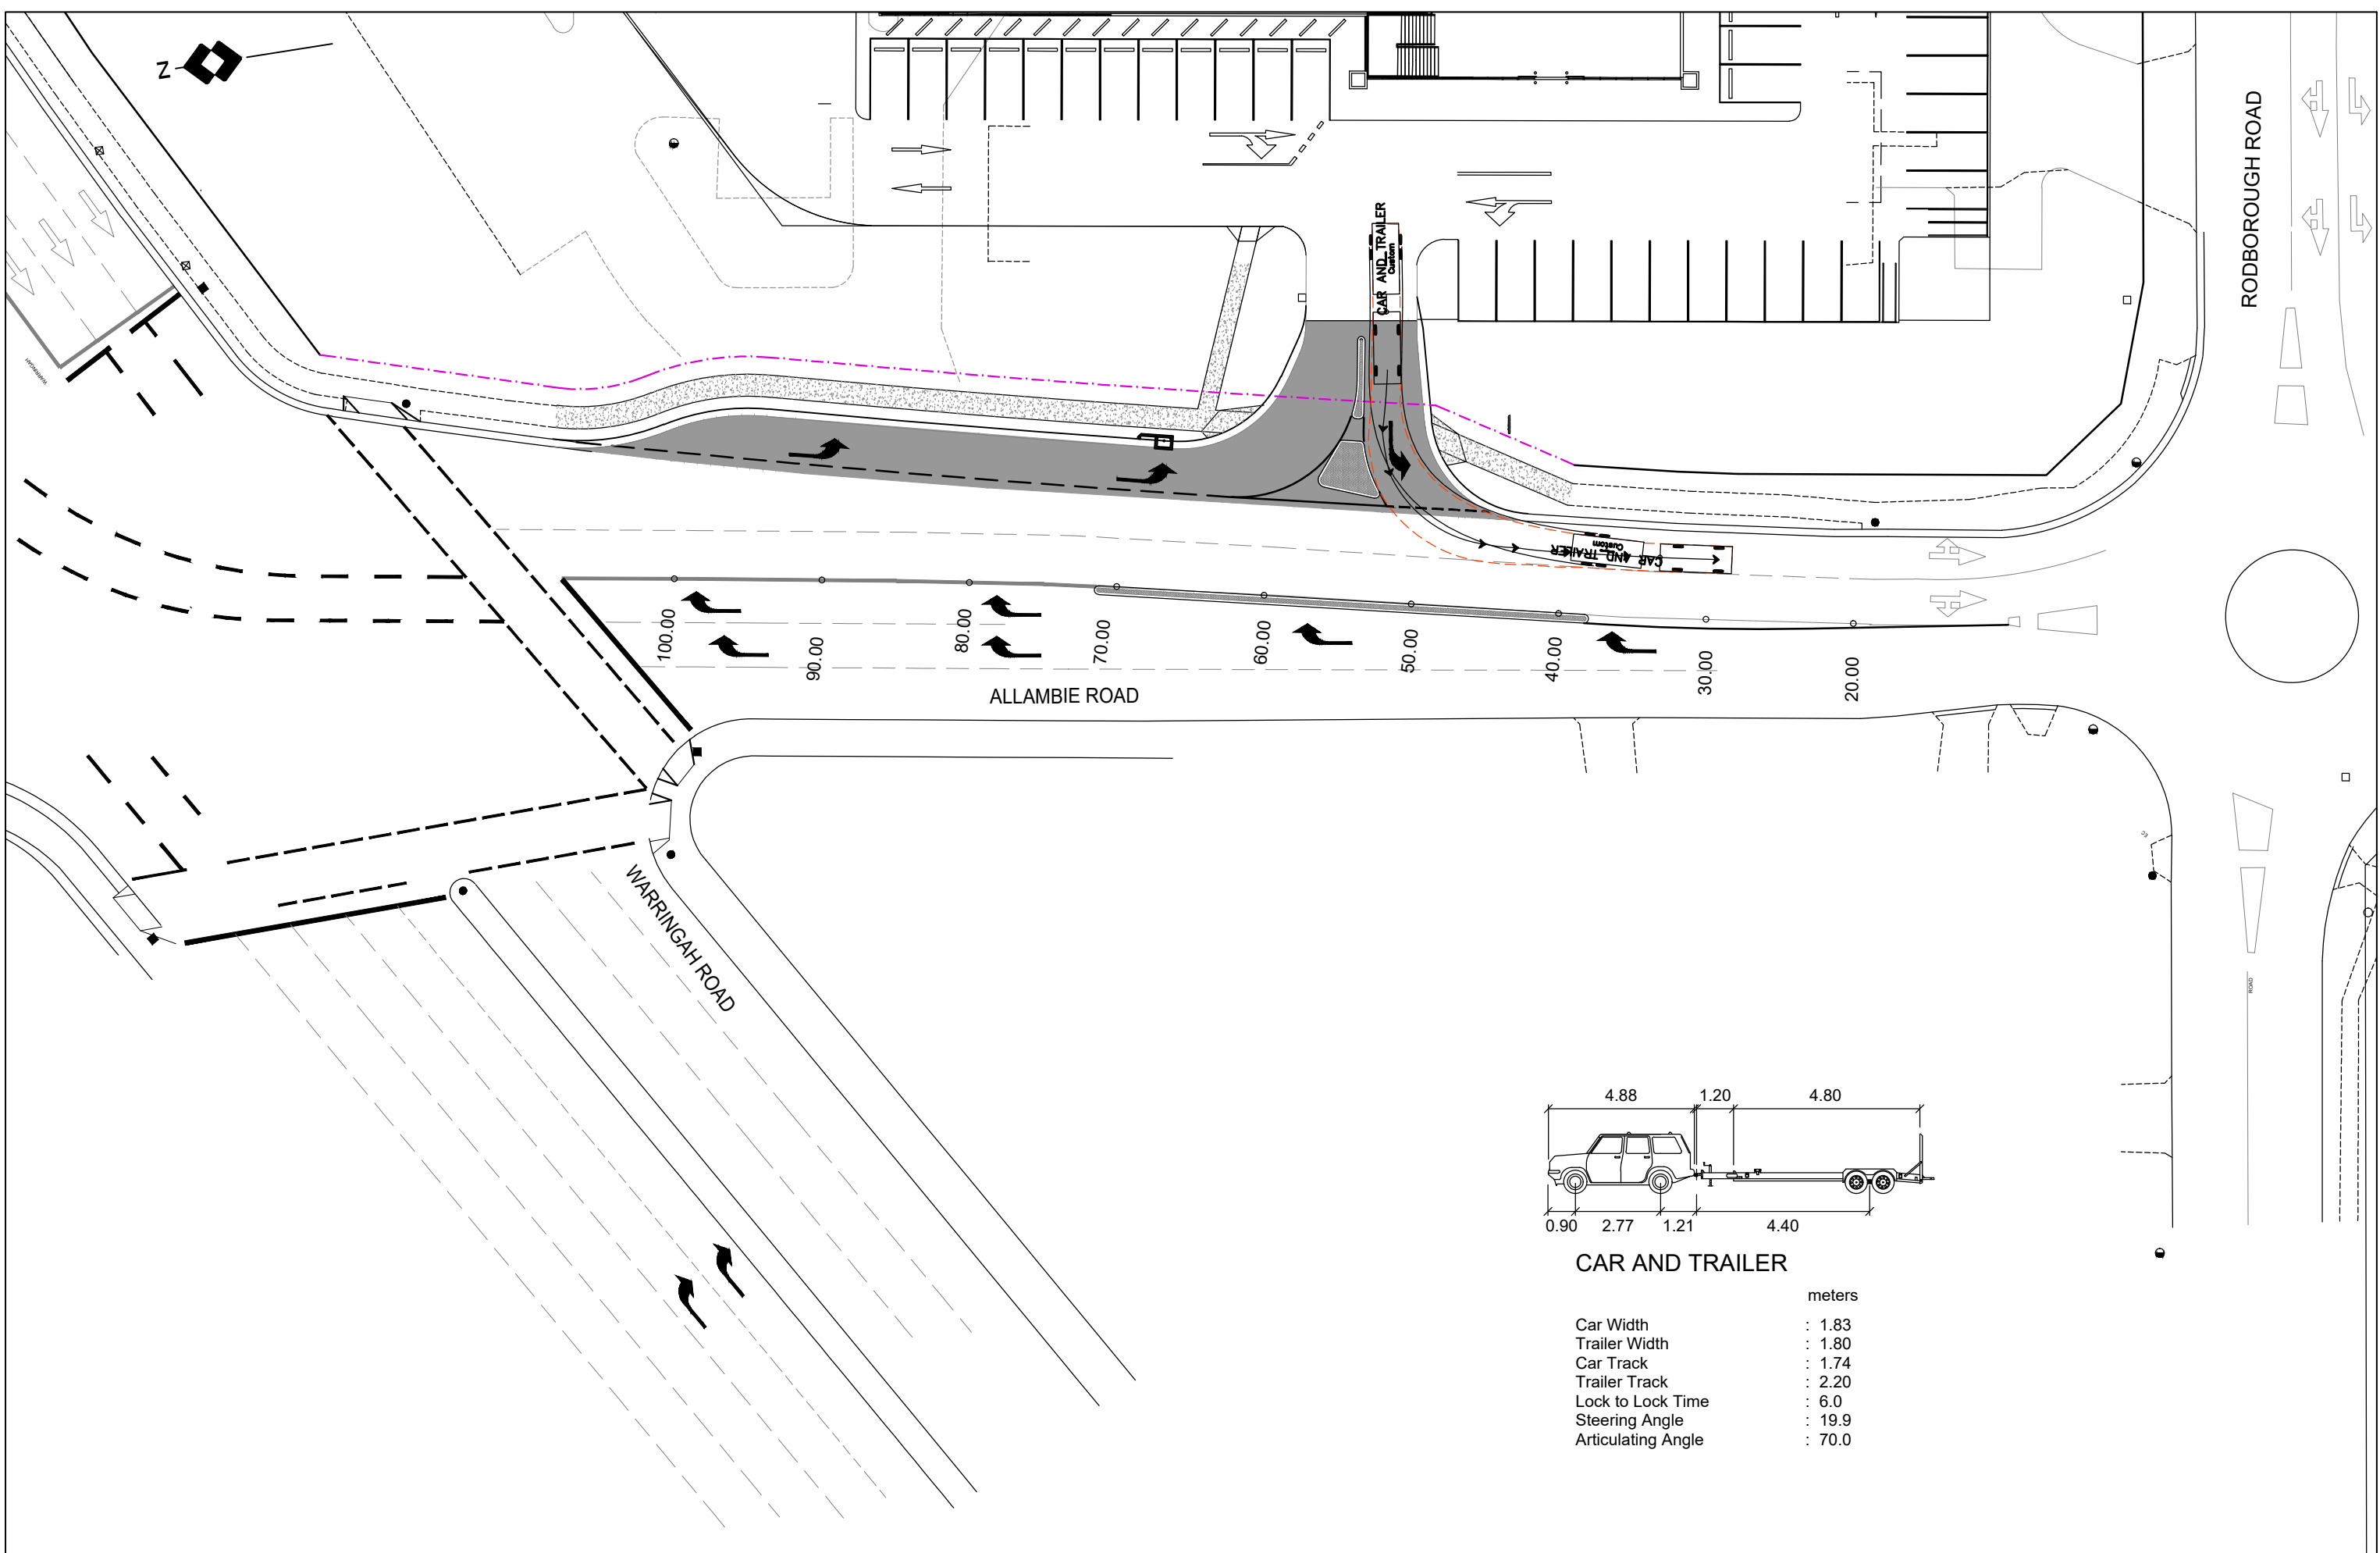 Z
RODBOROUGH ROAD
CAR AND TRAILER
Custom
WARRINGAH
CAR AND TRAILER
Custom
100.00
90.00
80.00
70.00
60.00
50.00
40.00
30.00
20.00
ALLAMBIE ROAD
WARRINGAH ROAD
ROAD
4.88
1.20
4.80
0.90
2.77
1.21
4.40
CAR AND TRAILER
meters
Car Width : 1.83
Trailer Width : 1.80
Car Track : 1.74
Trailer Track : 2.20
Lock to Lock Time : 6.0
Steering Angle : 19.9
Articulating Angle : 70.0